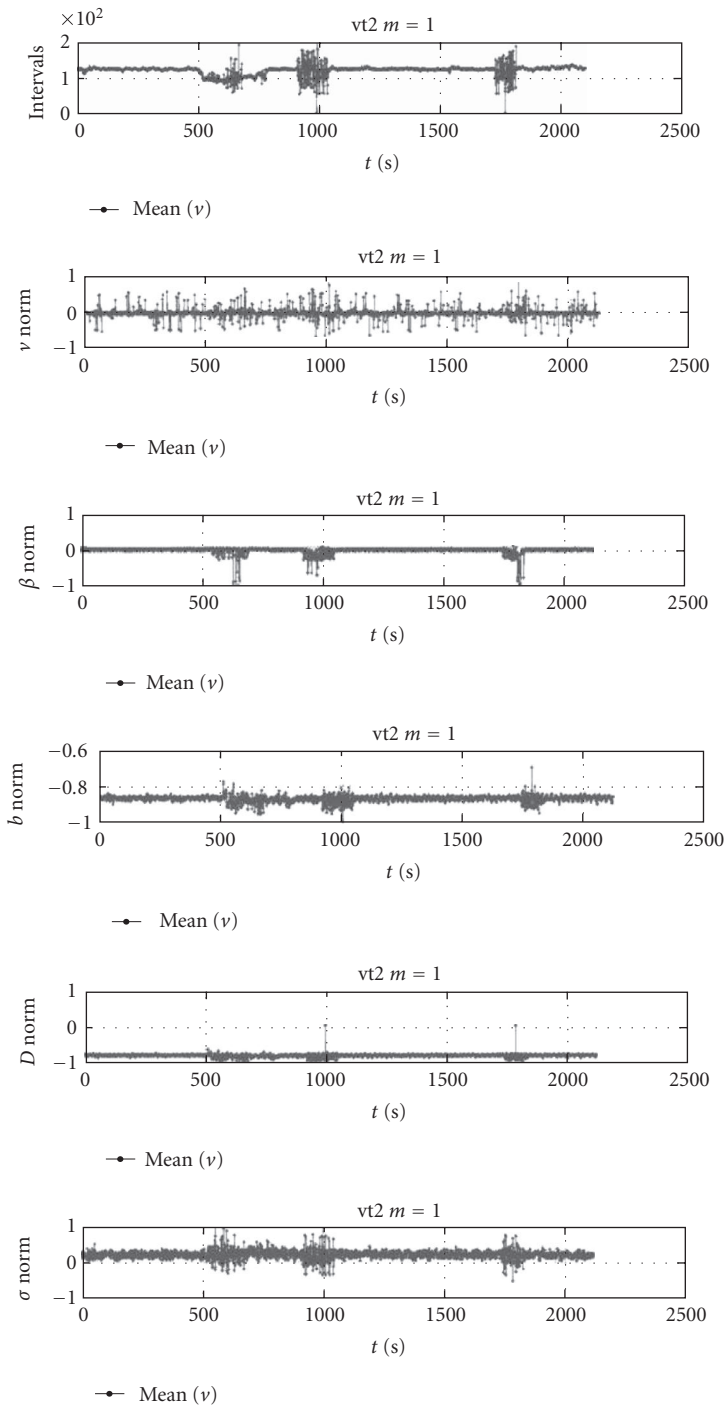 ×10²
vt2 m = 1
Intervals
2
1
0
0 500 1000 1500 2000 2500
t (s)
Mean (ν)
vt2 m = 1
ν norm
1
0
−1
0 500 1000 1500 2000 2500
t (s)
Mean (ν)
vt2 m = 1
β norm
1
0
−1
0 500 1000 1500 2000 2500
t (s)
Mean (ν)
vt2 m = 1
b norm
−0.6
−0.8
−1
0 500 1000 1500 2000 2500
t (s)
Mean (ν)
vt2 m = 1
D norm
1
0
−1
0 500 1000 1500 2000 2500
t (s)
Mean (ν)
vt2 m = 1
σ norm
1
0
−1
0 500 1000 1500 2000 2500
t (s)
Mean (ν)